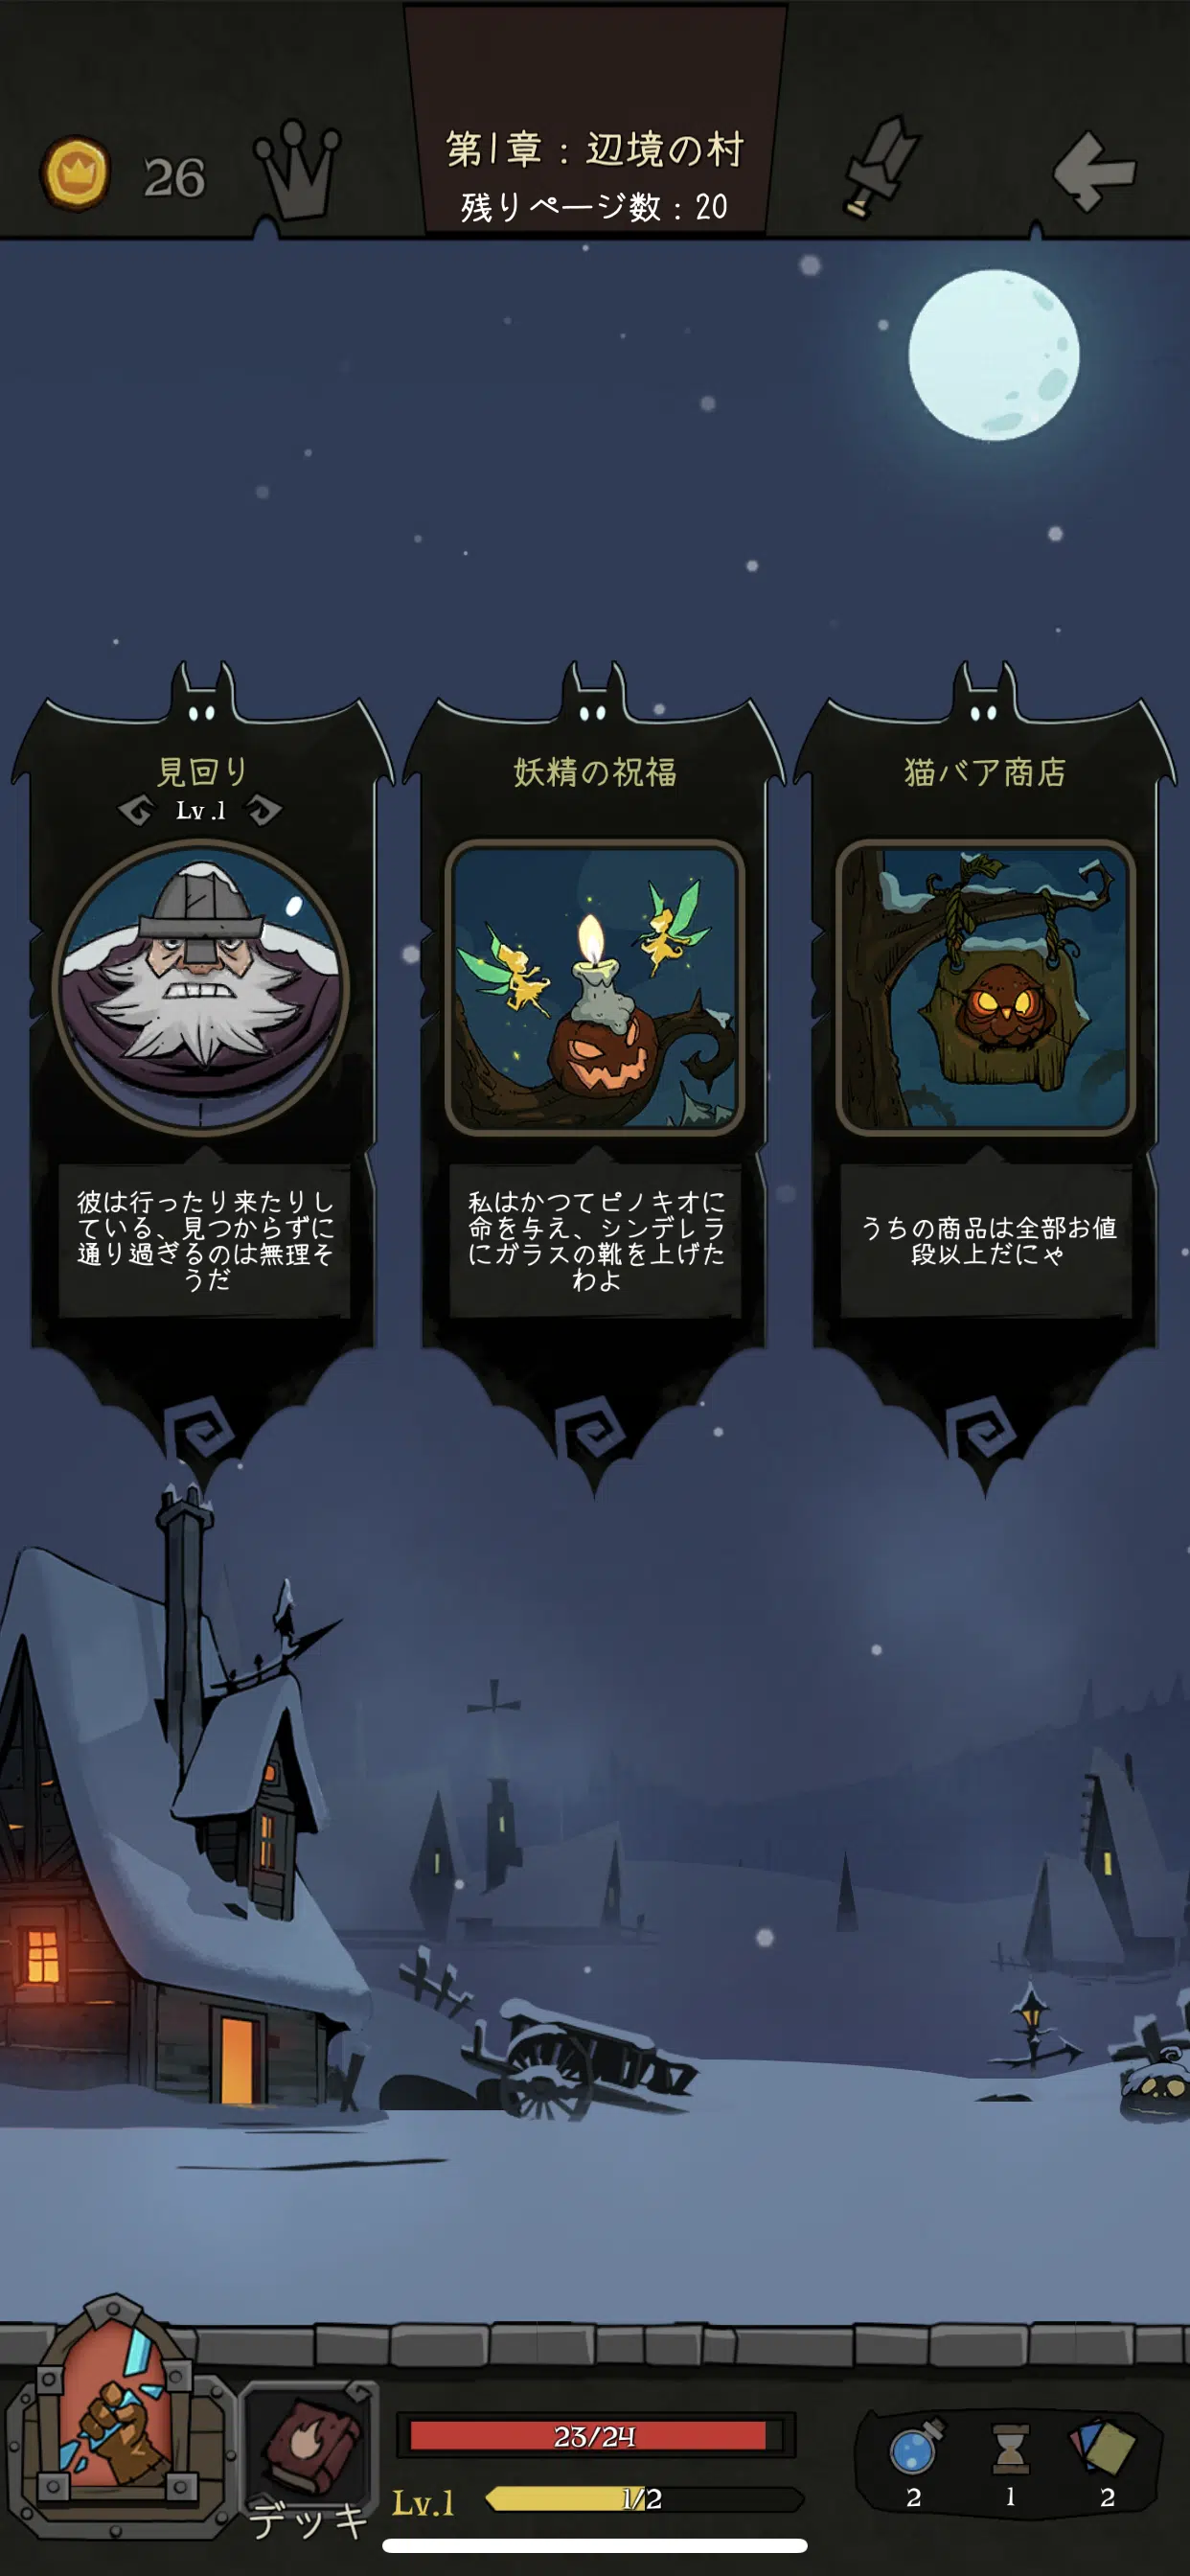 26
第1章：辺境の村
残りページ数：20
見回り
Lv.1
彼は行ったり来たりし
ている、見つからずに
通り過ぎるのは無理そ
うだ
妖精の祝福
私はかつてピノキオに
命を与え、シンデレラ
にガラスの靴を上げた
わよ
猫バア商店
うちの商品は全部お値
段以上だにゃ
デッキ
23/24
Lv.1
1/2
2
1
2